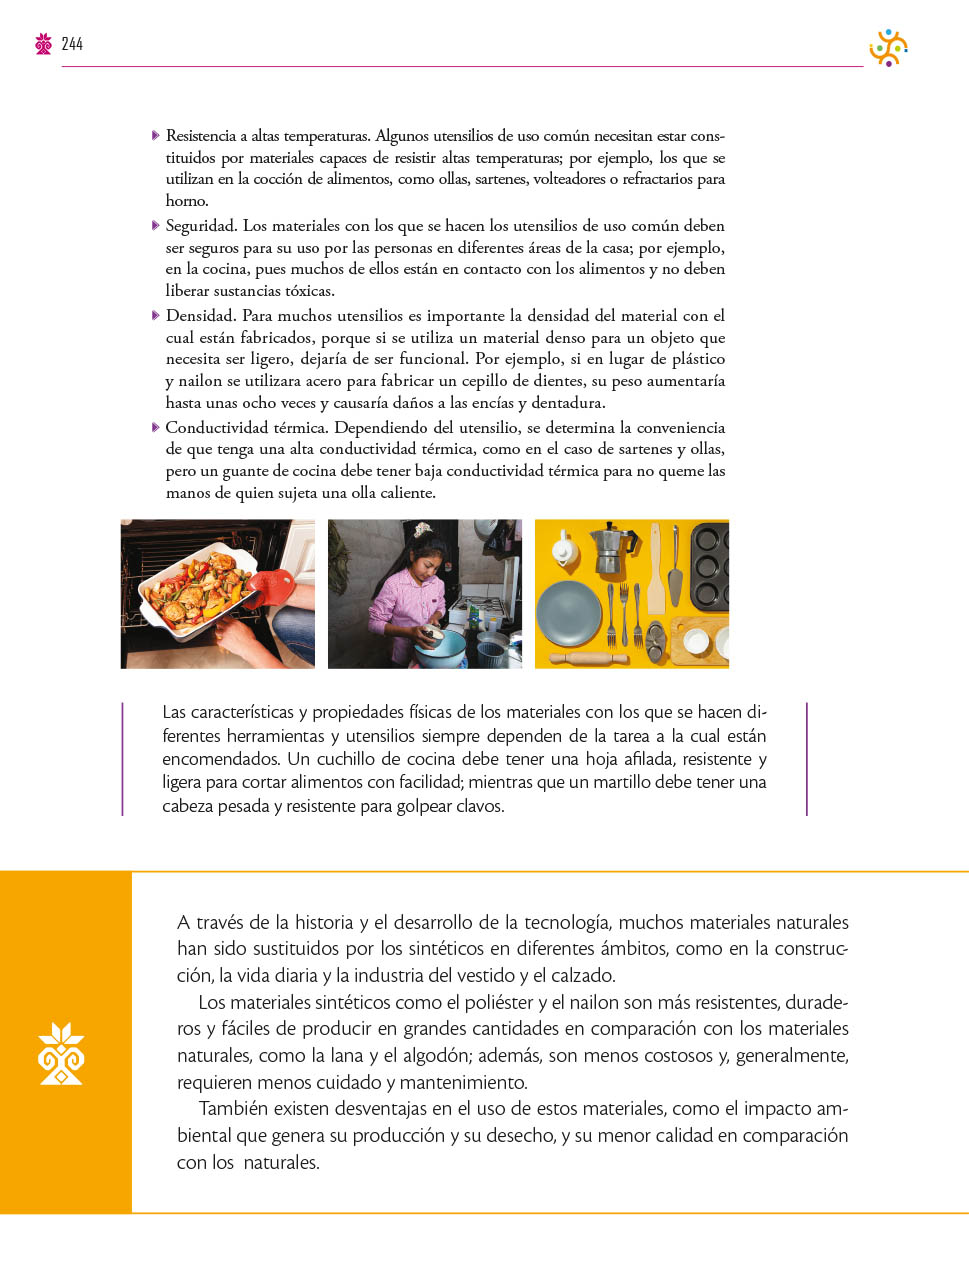 244
Resistencia a altas temperaturas. Algunos utensilios de uso común necesitan estar cons-
tituidos por materiales capaces de resistir altas temperaturas; por ejemplo, los que se
utilizan en la cocción de alimentos, como ollas, sartenes, volteadores o refractarios para
horno.
Seguridad. Los materiales con los que se hacen los utensilios de uso común deben
ser seguros para su uso por las personas en diferentes áreas de la casa; por ejemplo,
en la cocina, pues muchos de ellos están en contacto con los alimentos y no deben
liberar sustancias tóxicas.
Densidad. Para muchos utensilios es importante la densidad del material con el
cual están fabricados, porque si se utiliza un material denso para un objeto que
necesita ser ligero, dejaría de ser funcional. Por ejemplo, si en lugar de plástico
y nailon se utilizara acero para fabricar un cepillo de dientes, su peso aumentaría
hasta unas ocho veces y causaría daños a las encías y dentadura.
Conductividad térmica. Dependiendo del utensilio, se determina la conveniencia
de que tenga una alta conductividad térmica, como en el caso de sartenes y ollas,
pero un guante de cocina debe tener baja conductividad térmica para no queme las
manos de quien sujeta una olla caliente.
Las características y propiedades físicas de los materiales con los que se hacen di-
ferentes herramientas y utensilios siempre dependen de la tarea a la cual están
encomendados. Un cuchillo de cocina debe tener una hoja afilada, resistente y
ligera para cortar alimentos con facilidad; mientras que un martillo debe tener una
cabeza pesada y resistente para golpear clavos.
A través de la historia y el desarrollo de la tecnología, muchos materiales naturales
han sido sustituidos por los sintéticos en diferentes ámbitos, como en la construc-
ción, la vida diaria y la industria del vestido y el calzado.
Los materiales sintéticos como el poliéster y el nailon son más resistentes, durade-
ros y fáciles de producir en grandes cantidades en comparación con los materiales
naturales, como la lana y el algodón; además, son menos costosos y, generalmente,
requieren menos cuidado y mantenimiento.
También existen desventajas en el uso de estos materiales, como el impacto am-
biental que genera su producción y su desecho, y su menor calidad en comparación
con los  naturales.